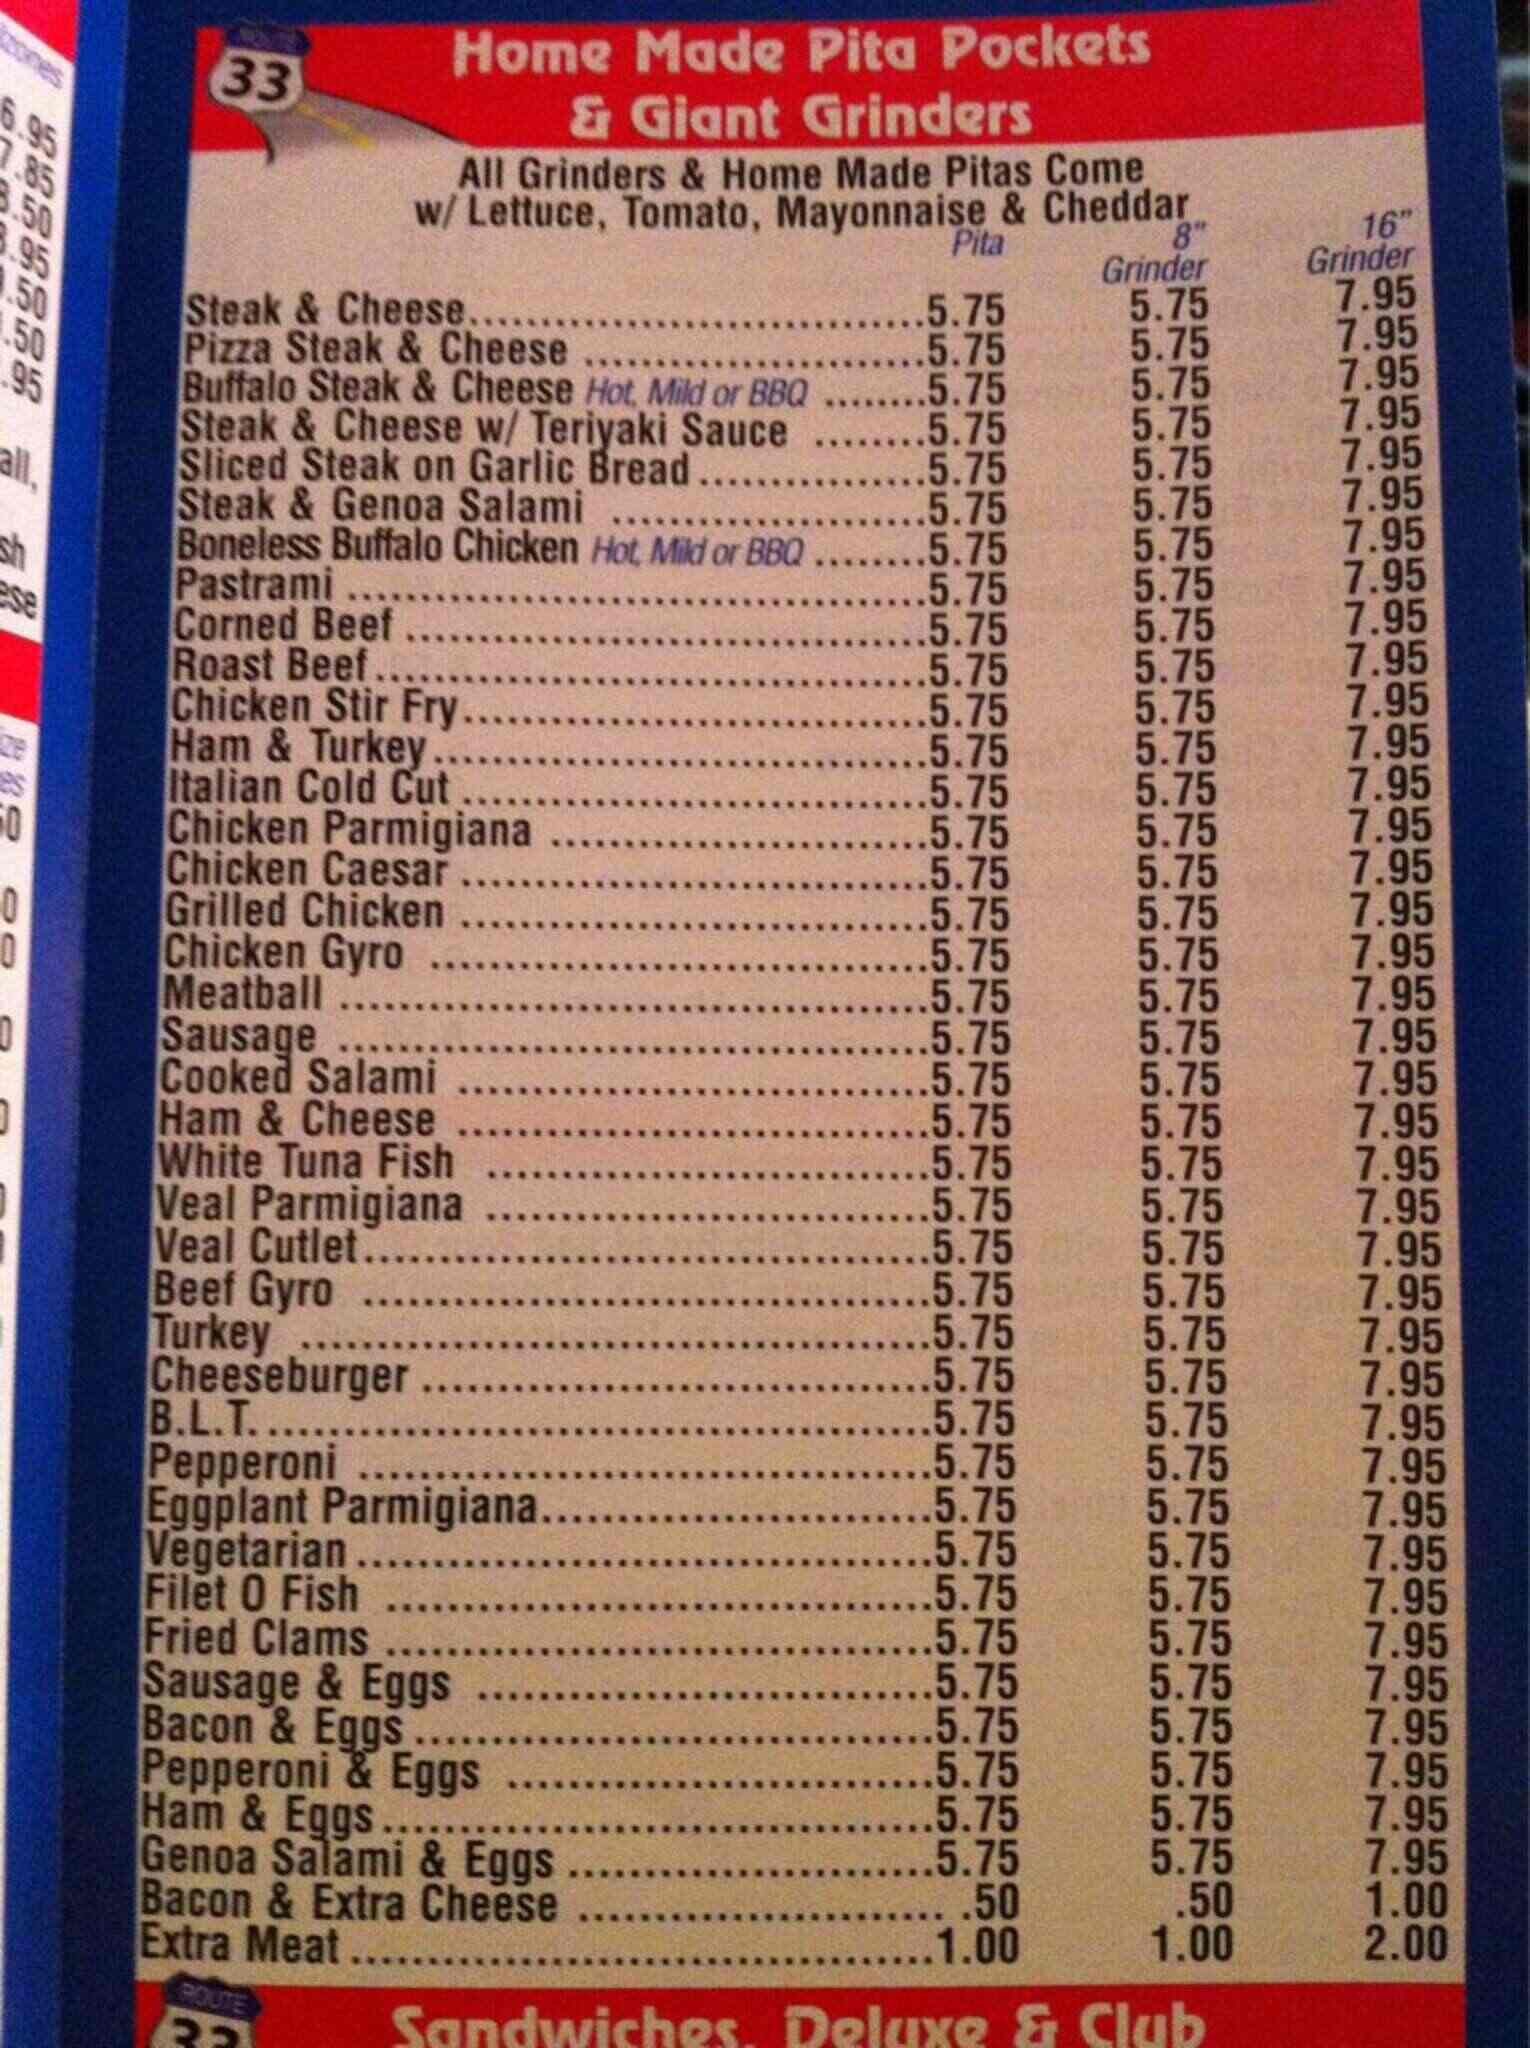 ROUTE
33
Home Made Pita Pockets
& Giant Grinders
All Grinders & Home Made Pitas Come
w/ Lettuce, Tomato, Mayonnaise & Cheddar
Pita 8" Grinder 16" Grinder
Steak & Cheese..............................5.75 5.75 7.95
Pizza Steak & Cheese ......................5.75 5.75 7.95
Buffalo Steak & Cheese Hot, Mild or BBQ ........5.75 5.75 7.95
Steak & Cheese w/ Teriyaki Sauce ........5.75 5.75 7.95
Sliced Steak on Garlic Bread...............5.75 5.75 7.95
Steak & Genoa Salami .....................5.75 5.75 7.95
Boneless Buffalo Chicken Hot, Mild or BBQ ........5.75 5.75 7.95
Pastrami ......................................5.75 5.75 7.95
Corned Beef ..................................5.75 5.75 7.95
Roast Beef....................................5.75 5.75 7.95
Chicken Stir Fry..............................5.75 5.75 7.95
Ham & Turkey................................5.75 5.75 7.95
Italian Cold Cut ..............................5.75 5.75 7.95
Chicken Parmigiana .........................5.75 5.75 7.95
Chicken Caesar ..............................5.75 5.75 7.95
Grilled Chicken ..............................5.75 5.75 7.95
Chicken Gyro ................................5.75 5.75 7.95
Meatball ......................................5.75 5.75 7.95
Sausage ......................................5.75 5.75 7.95
Cooked Salami ..............................5.75 5.75 7.95
Ham & Cheese ..............................5.75 5.75 7.95
White Tuna Fish ............................5.75 5.75 7.95
Veal Parmigiana ............................5.75 5.75 7.95
Veal Cutlet....................................5.75 5.75 7.95
Beef Gyro ....................................5.75 5.75 7.95
Turkey ........................................5.75 5.75 7.95
Cheeseburger ................................5.75 5.75 7.95
B.L.T...........................................5.75 5.75 7.95
Pepperoni ....................................5.75 5.75 7.95
Eggplant Parmigiana.........................5.75 5.75 7.95
Vegetarian ....................................5.75 5.75 7.95
Filet O Fish ..................................5.75 5.75 7.95
Fried Clams ..................................5.75 5.75 7.95
Sausage & Eggs .............................5.75 5.75 7.95
Bacon & Eggs.................................5.75 5.75 7.95
Pepperoni & Eggs ...........................5.75 5.75 7.95
Ham & Eggs...................................5.75 5.75 7.95
Genoa Salami & Eggs .......................5.75 5.75 7.95
Bacon & Extra Cheese ....................... .50 .50 1.00
Extra Meat.....................................1.00 1.00 2.00
ROUTE
33
Sandwiches, Deluxe & Club
6.95
7.85
8.50
8.95
.50
.50
.95